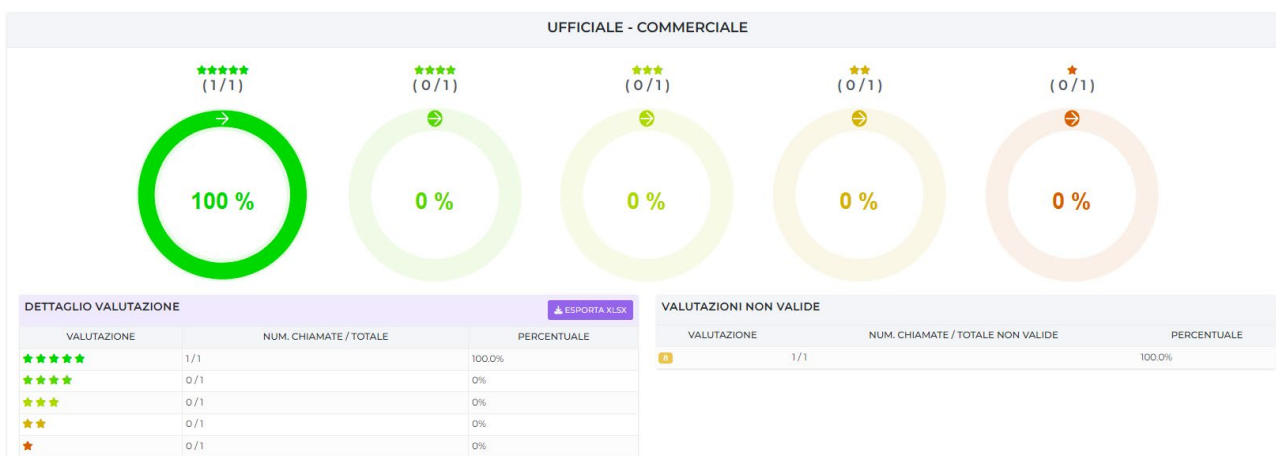 UFFICIALE - COMMERCIALE
(1/1) (0/1) (0/1) (0/1) (0/1)
100 % 0 % 0 % 0 % 0 %
DETTAGLIO VALUTAZIONE ESPORTA XLSX
VALUTAZIONE NUM. CHIAMATE / TOTALE PERCENTUALE
1/1 100.0%
0/1 0%
0/1 0%
0/1 0%
0/1 0%
VALUTAZIONI NON VALIDE
VALUTAZIONE NUM. CHIAMATE / TOTALE NON VALIDE PERCENTUALE
8 1/1 100.0%